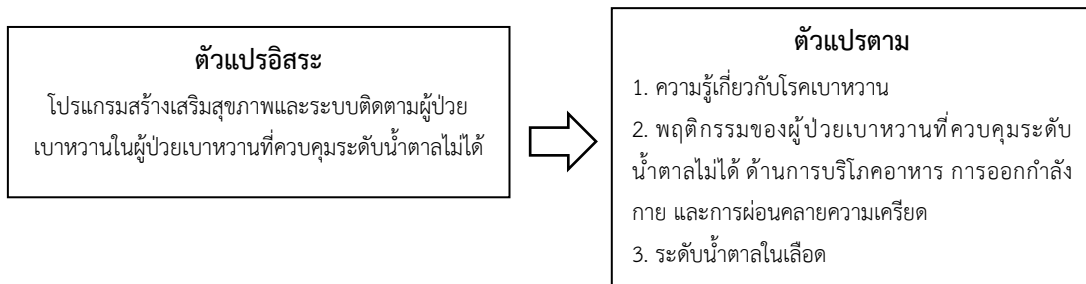 ตัวแปรอิสระ
โปรแกรมสร้างเสริมสุขภาพและระบบติดตามผู้ป่วย
เบาหวานในผู้ป่วยเบาหวานที่ควบคุมระดับน้ำตาลไม่ได้
ตัวแปรตาม
1. ความรู้เกี่ยวกับโรคเบาหวาน
2. พฤติกรรมของผู้ป่วยเบาหวานที่ควบคุมระดับ
น้ำตาลไม่ได้ ด้านการบริโภคอาหาร การออกกำลัง
กาย และการผ่อนคลายความเครียด
3. ระดับน้ำตาลในเลือด